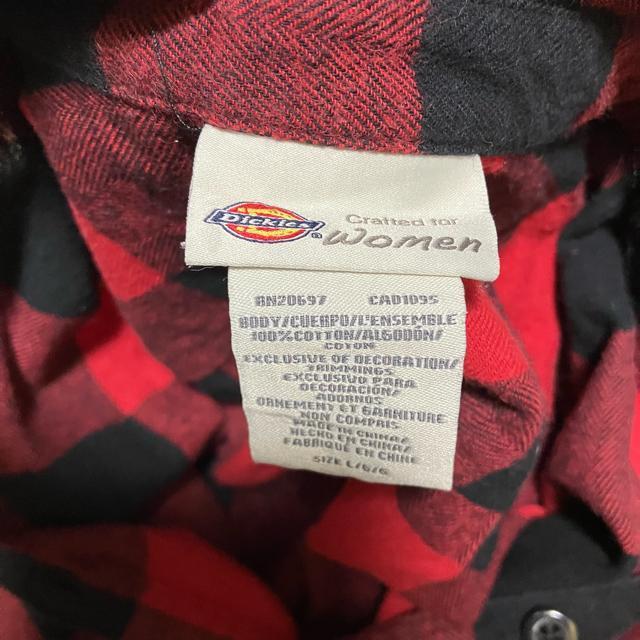 Dickies
Crafted for
Women
RN20697 CA01095
BODY/CUERPO/L'ENSEMBLE
100%COTTON/ALGODÓN/
COTON
EXCLUSIVE OF DECORATION/
TRIMMINGS
EXCLUSIVO PARA
DECORACIÓN/
ADORNOS
ORNEMENT ET GARNITURE
NON COMPRIS
MADE IN CHINA/
HECHO EN CHINA/
FABRIQUÉ EN CHINE
SIZE L/G/G